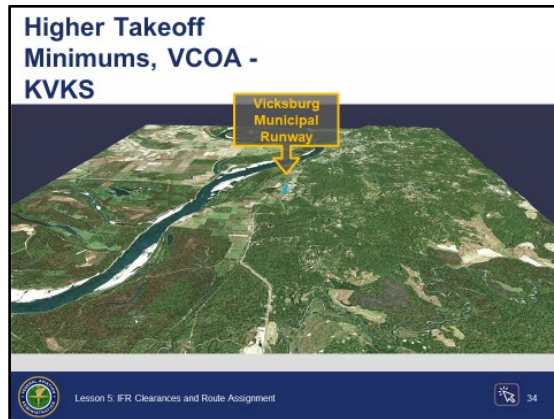 Higher Takeoff
Minimums, VCOA -
KVKS
Vicksburg
Municipal
Runway
Lesson 5: IFR Clearances and Route Assignment
34